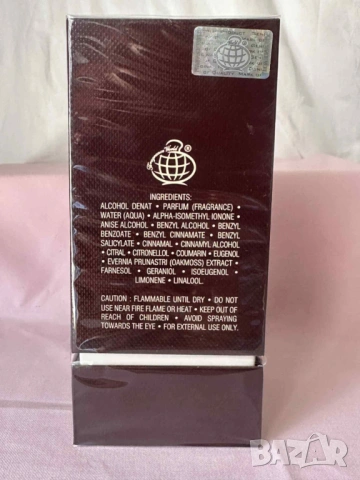 World
®
INGREDIENTS:
ALCOHOL DENAT • PARFUM (FRAGRANCE) •
WATER (AQUA) • ALPHA-ISOMETHYL IONONE •
ANISE ALCOHOL • BENZYL ALCOHOL • BENZYL
BENZOATE • BENZYL CINNAMATE • BENZYL
SALICYLATE • CINNAMAL • CINNAMYL ALCOHOL
• CITRAL • CITRONELLOL • COUMARIN • EUGENOL
• EVERNIA PRUNASTRI (OAKMOSS) EXTRACT •
FARNESOL • GERANIOL • ISOEUGENOL •
LIMONENE • LINALOOL.
CAUTION : FLAMMABLE UNTIL DRY • DO NOT
USE NEAR FIRE FLAME OR HEAT • KEEP OUT OF
REACH OF CHILDREN • AVOID SPRAYING
TOWARDS THE EYE • FOR EXTERNAL USE ONLY.
BAZAR